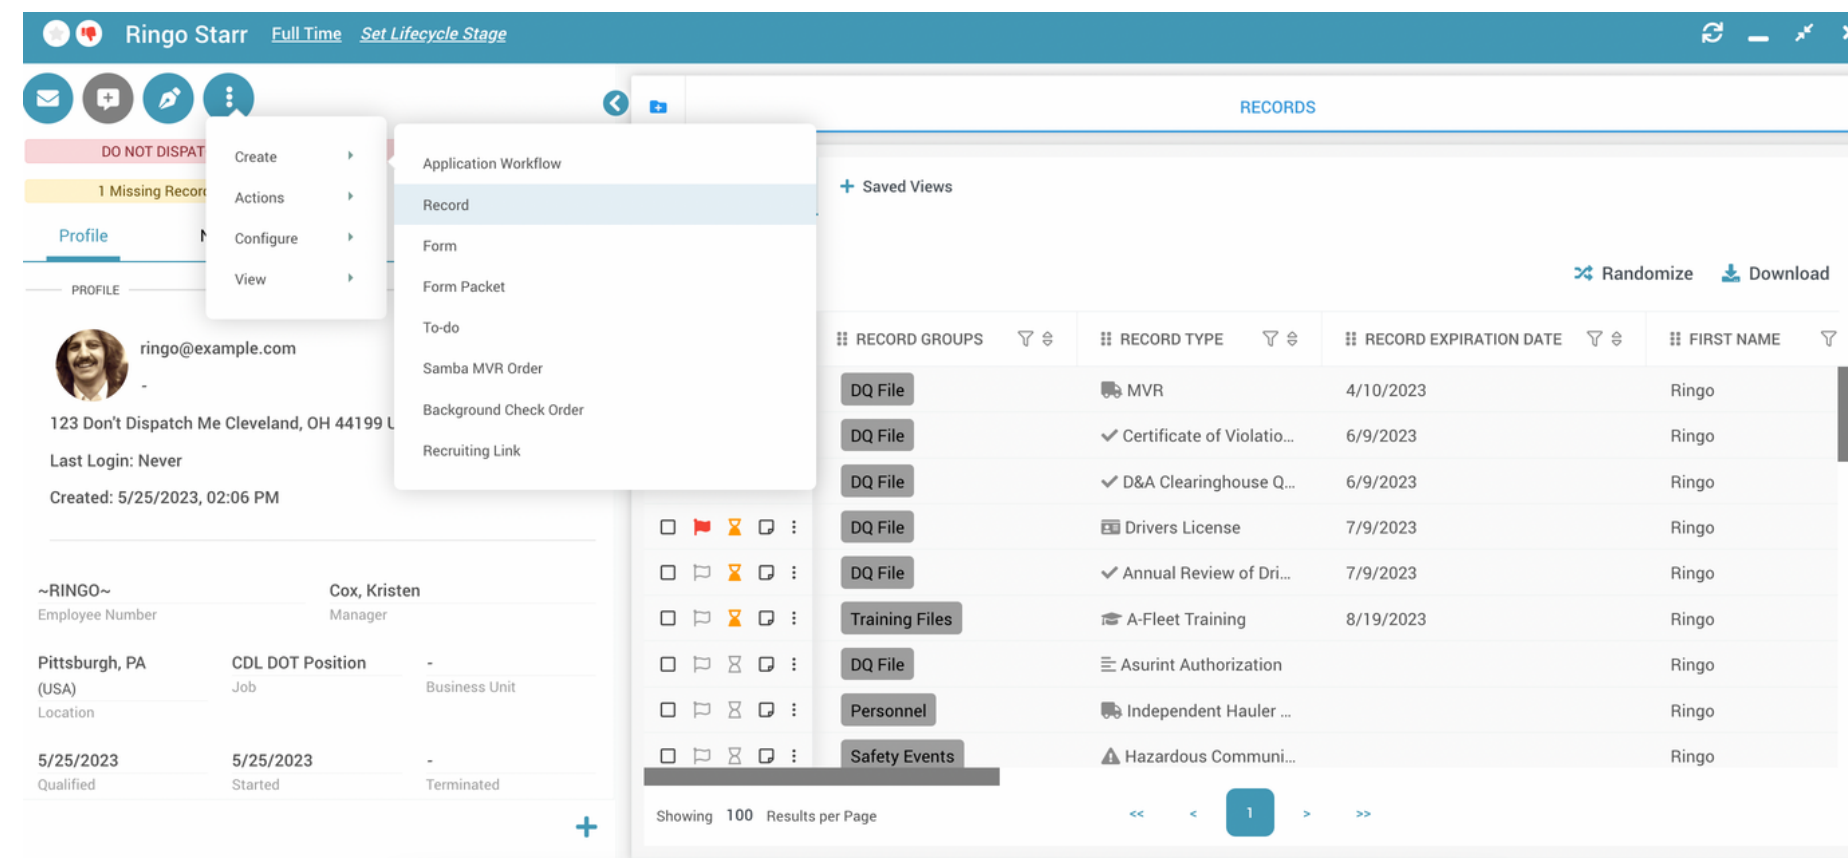 Ringo Starr Full Time Set Lifecycle Stage
RECORDS
DO NOT DISPAT
1 Missing Recor
Profile N
PROFILE
Create
Actions
Configure
View
Application Workflow
Record
Form
Form Packet
To-do
Samba MVR Order
Background Check Order
Recruiting Link
ringo@example.com
-
123 Don't Dispatch Me Cleveland, OH 44199 U
Last Login: Never
Created: 5/25/2023, 02:06 PM
~RINGO~ Cox, Kristen
Employee Number Manager
Pittsburgh, PA CDL DOT Position -
(USA) Job Business Unit
Location
5/25/2023 5/25/2023 -
Qualified Started Terminated
+ Saved Views
Randomize Download
RECORD GROUPS RECORD TYPE RECORD EXPIRATION DATE FIRST NAME
DQ File MVR 4/10/2023 Ringo
DQ File Certificate of Violatio... 6/9/2023 Ringo
DQ File D&A Clearinghouse Q... 6/9/2023 Ringo
DQ File Drivers License 7/9/2023 Ringo
DQ File Annual Review of Dri... 7/9/2023 Ringo
Training Files A-Fleet Training 8/19/2023 Ringo
DQ File Asurint Authorization Ringo
Personnel Independent Hauler ... Ringo
Safety Events Hazardous Communi... Ringo
Showing 100 Results per Page << < 1 > >>